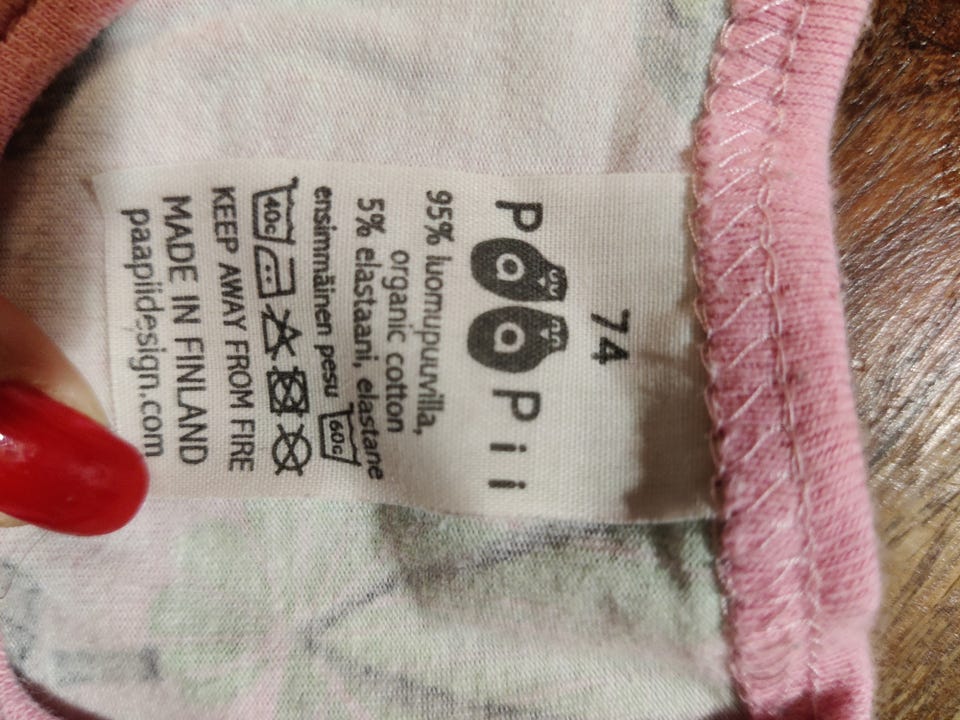 74
PaaPii
95% luomupuuvilla,
organic cotton
5% elastaani, elastane
ensimmäinen pesu 60c
40c
KEEP AWAY FROM FIRE
MADE IN FINLAND
paapiidesign.com